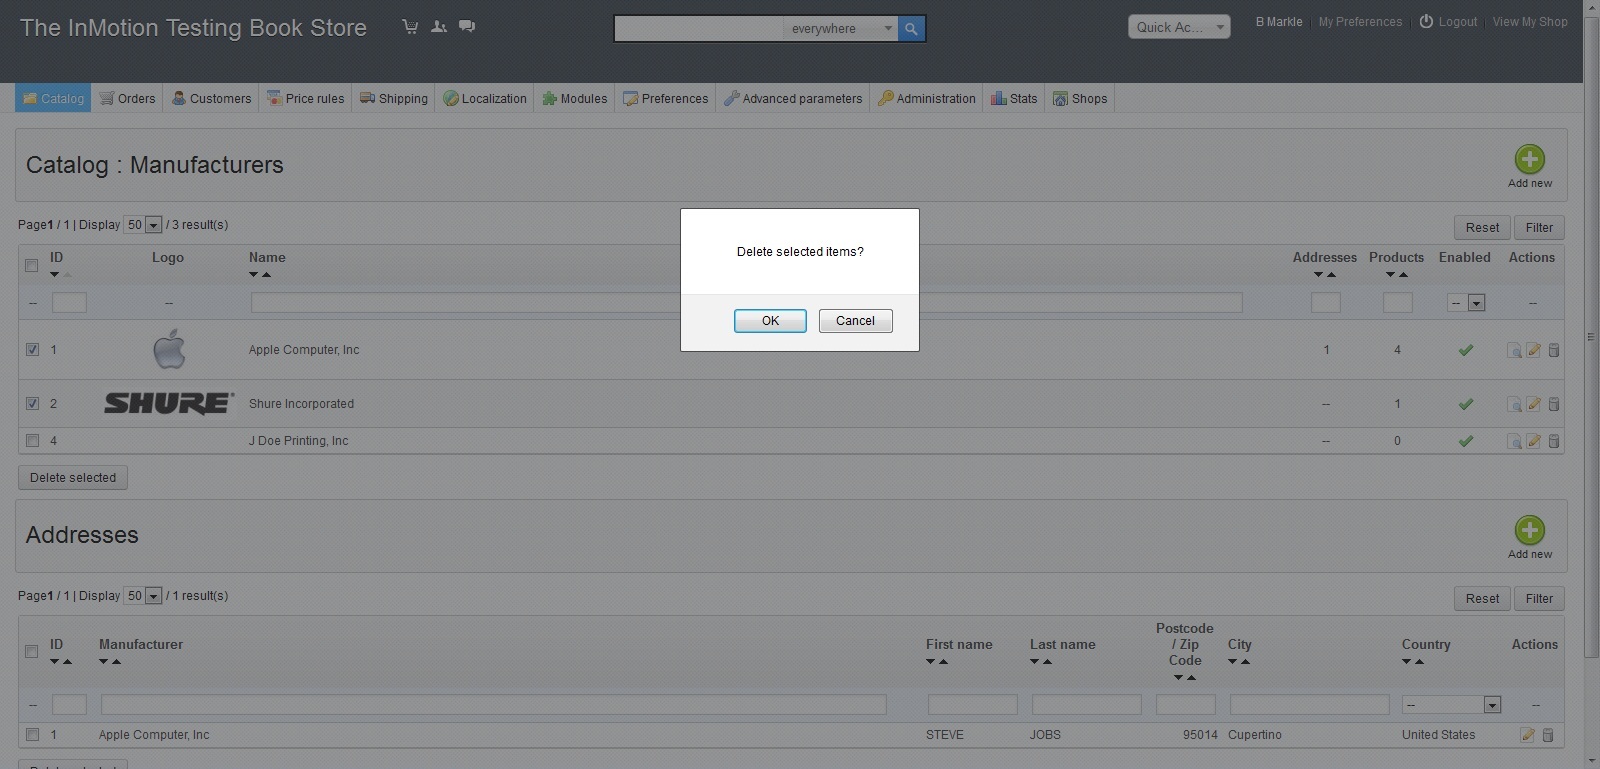 The InMotion Testing Book Store
everywhere
Quick Ac...
B Markle
My Preferences
Logout
View My Shop
Catalog
Orders
Customers
Price rules
Shipping
Localization
Modules
Preferences
Advanced parameters
Administration
Stats
Shops
Catalog : Manufacturers
Add new
Page1 / 1 | Display 50 / 3 result(s)
Reset
Filter
ID Logo Name Addresses Products Enabled Actions
-- -- -- --
1 Apple Computer, Inc 1 4
2 SHURE Shure Incorporated -- 1
4 J Doe Printing, Inc -- 0
Delete selected
Delete selected items?
OK
Cancel
Addresses
Add new
Page1 / 1 | Display 50 / 1 result(s)
Reset
Filter
ID Manufacturer First name Last name Postcode
/ Zip
Code City Country Actions
-- -- --
1 Apple Computer, Inc STEVE JOBS 95014 Cupertino United States